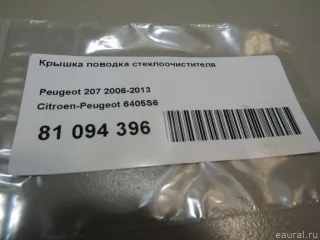 Крышка поводка стеклоочистителя
Peugeot 207 2006-2013
Citroen-Peugeot 6405S6
81 094 396
eaural.ru